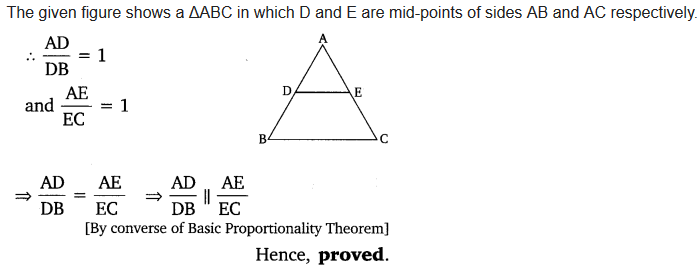 The given figure shows a ΔABC in which D and E are mid-points of sides AB and AC respectively.
∴ AD/DB = 1
and AE/EC = 1
A
D E
B C
⇒ AD/DB = AE/EC ⇒ AD/DB ∥ AE/EC
[By converse of Basic Proportionality Theorem]
Hence, proved.